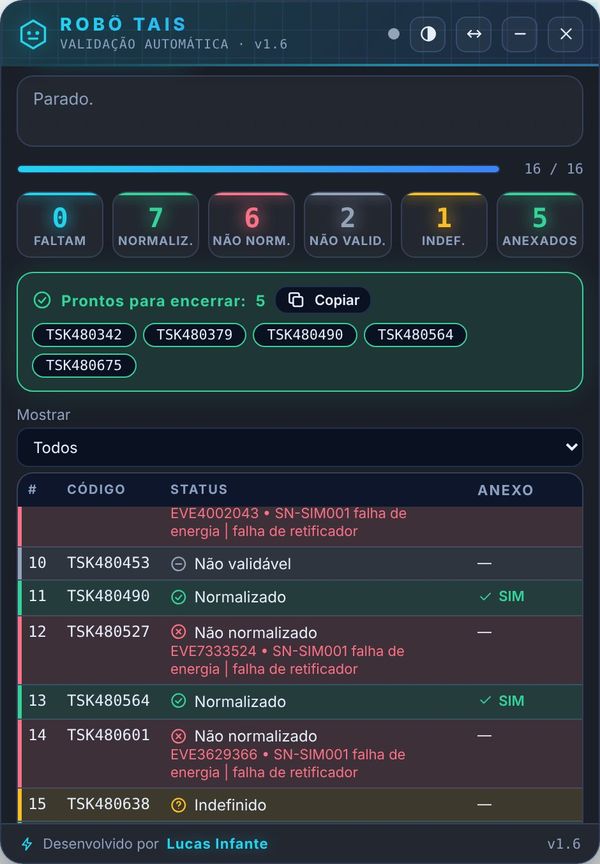 ROBÔ TAIS
VALIDAÇÃO AUTOMÁTICA · v1.6
Parado.
16 / 16
0 7 6 2 1 5
FALTAM NORMALIZ. NÃO NORM. NÃO VALID. INDEF. ANEXADOS
Prontos para encerrar: 5 Copiar
TSK480342 TSK480379 TSK480490 TSK480564
TSK480675
Mostrar
Todos
# CÓDIGO STATUS ANEXO
EVE4002043 • SN-SIM001 falha de
energia | falha de retificador
10 TSK480453 Não validável —
11 TSK480490 Normalizado SIM
12 TSK480527 Não normalizado —
EVE7333524 • SN-SIM001 falha de
energia | falha de retificador
13 TSK480564 Normalizado SIM
14 TSK480601 Não normalizado —
EVE3629366 • SN-SIM001 falha de
energia | falha de retificador
15 TSK480638 Indefinido —
Desenvolvido por Lucas Infante v1.6